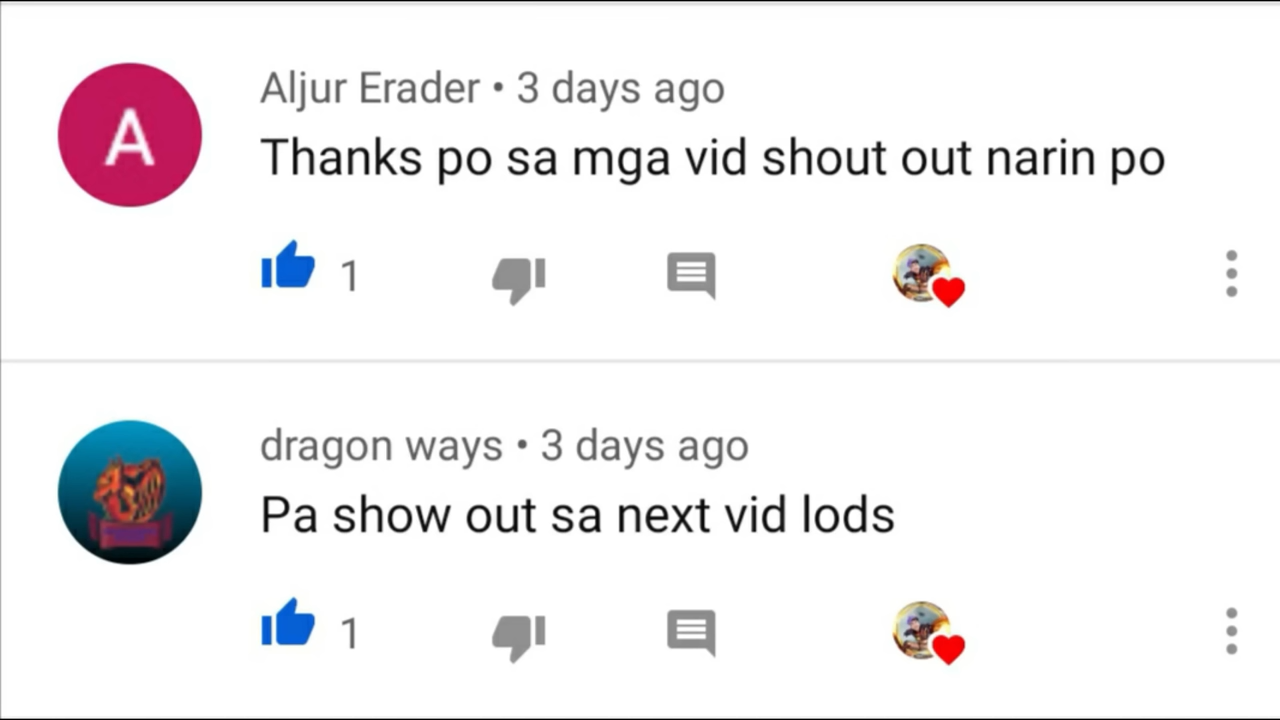 A
Aljur Erader • 3 days ago
Thanks po sa mga vid shout out narin po
1
dragon ways • 3 days ago
Pa show out sa next vid lods
1